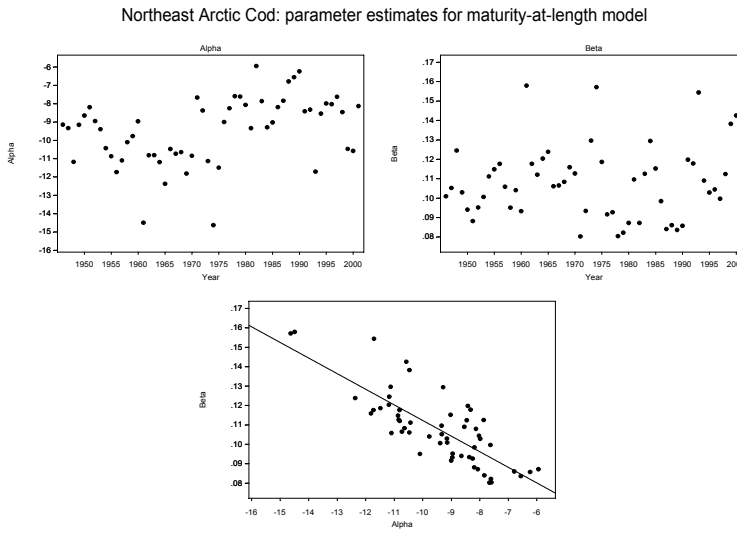 Northeast Arctic Cod: parameter estimates for maturity-at-length model
Alpha
-6
-7
-8
-9
-10
-11
-12
-13
-14
-15
-16
Alpha
1950 1955 1960 1965 1970 1975 1980 1985 1990 1995 2000
Year
Beta
.17
.16
.15
.14
.13
.12
.11
.10
.09
.08
Beta
1950 1955 1960 1965 1970 1975 1980 1985 1990 1995 2000
Year
.17
.16
.15
.14
.13
.12
.11
.10
.09
.08
Beta
-16 -15 -14 -13 -12 -11 -10 -9 -8 -7 -6
Alpha